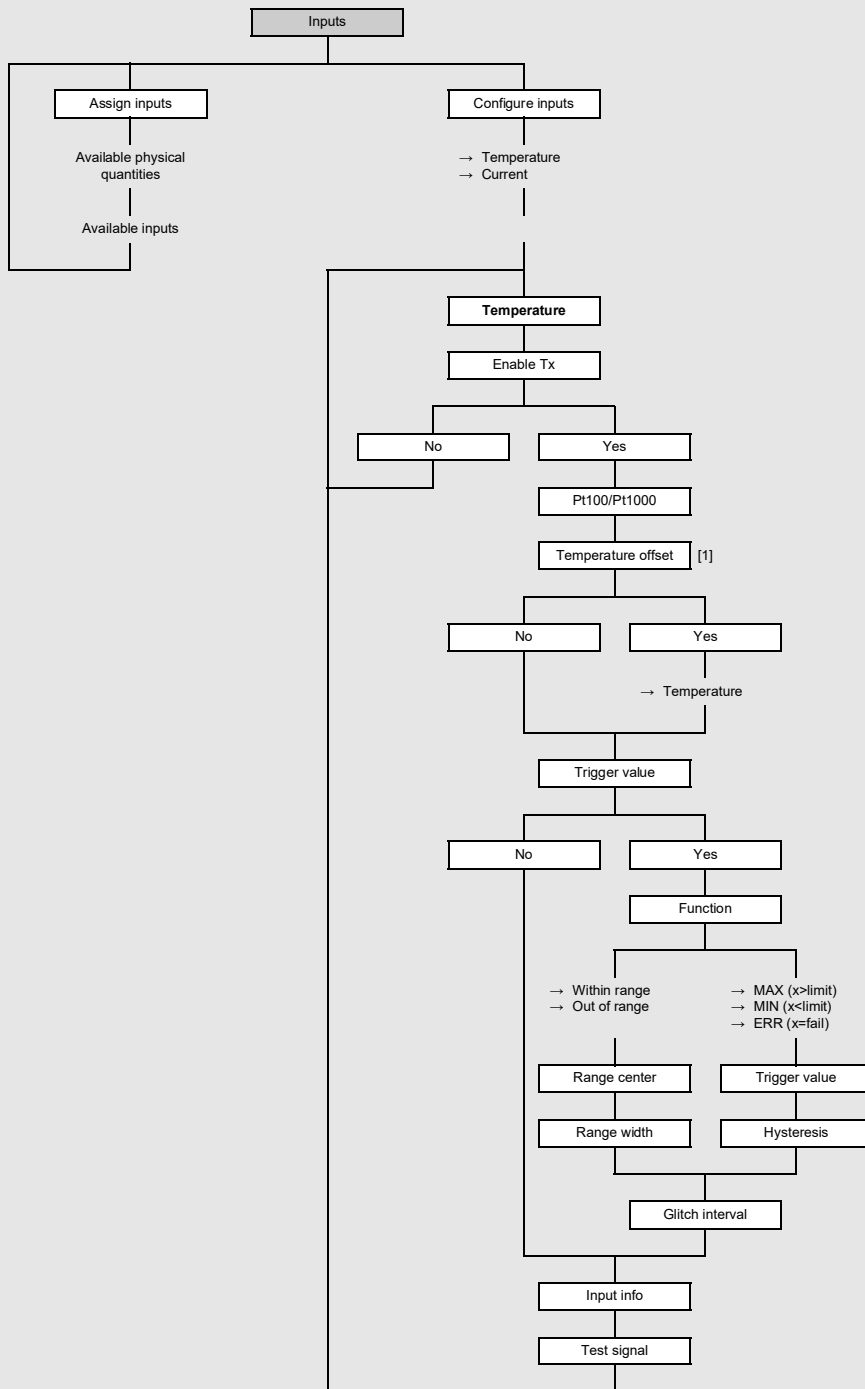 Inputs
Assign inputs
Configure inputs
Available physical
quantities
→ Temperature
→ Current
Available inputs
Temperature
Enable Tx
No
Yes
Pt100/Pt1000
Temperature offset [1]
No
Yes
→ Temperature
Trigger value
No
Yes
Function
→ Within range
→ Out of range
→ MAX (x>limit)
→ MIN (x<limit)
→ ERR (x=fail)
Range center
Trigger value
Range width
Hysteresis
Glitch interval
Input info
Test signal